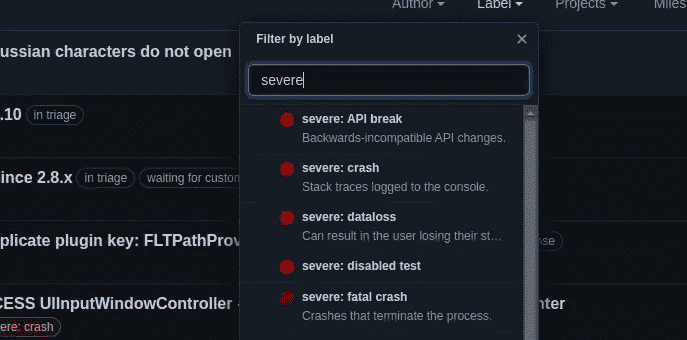 Author Label Projects Miles
Filter by label
ussian characters do not open
severe
.10 in triage
severe: API break
Backwards-incompatible API changes.
severe: crash
ince 2.8.x in triage waiting for custom
Stack traces logged to the console.
severe: dataloss
Can result in the user losing their st…
plicate plugin key: FLTPathProv
nse
severe: disabled test
severe: fatal crash
CESS UIInputWindowController -
nter
Crashes that terminate the process.
ere: crash